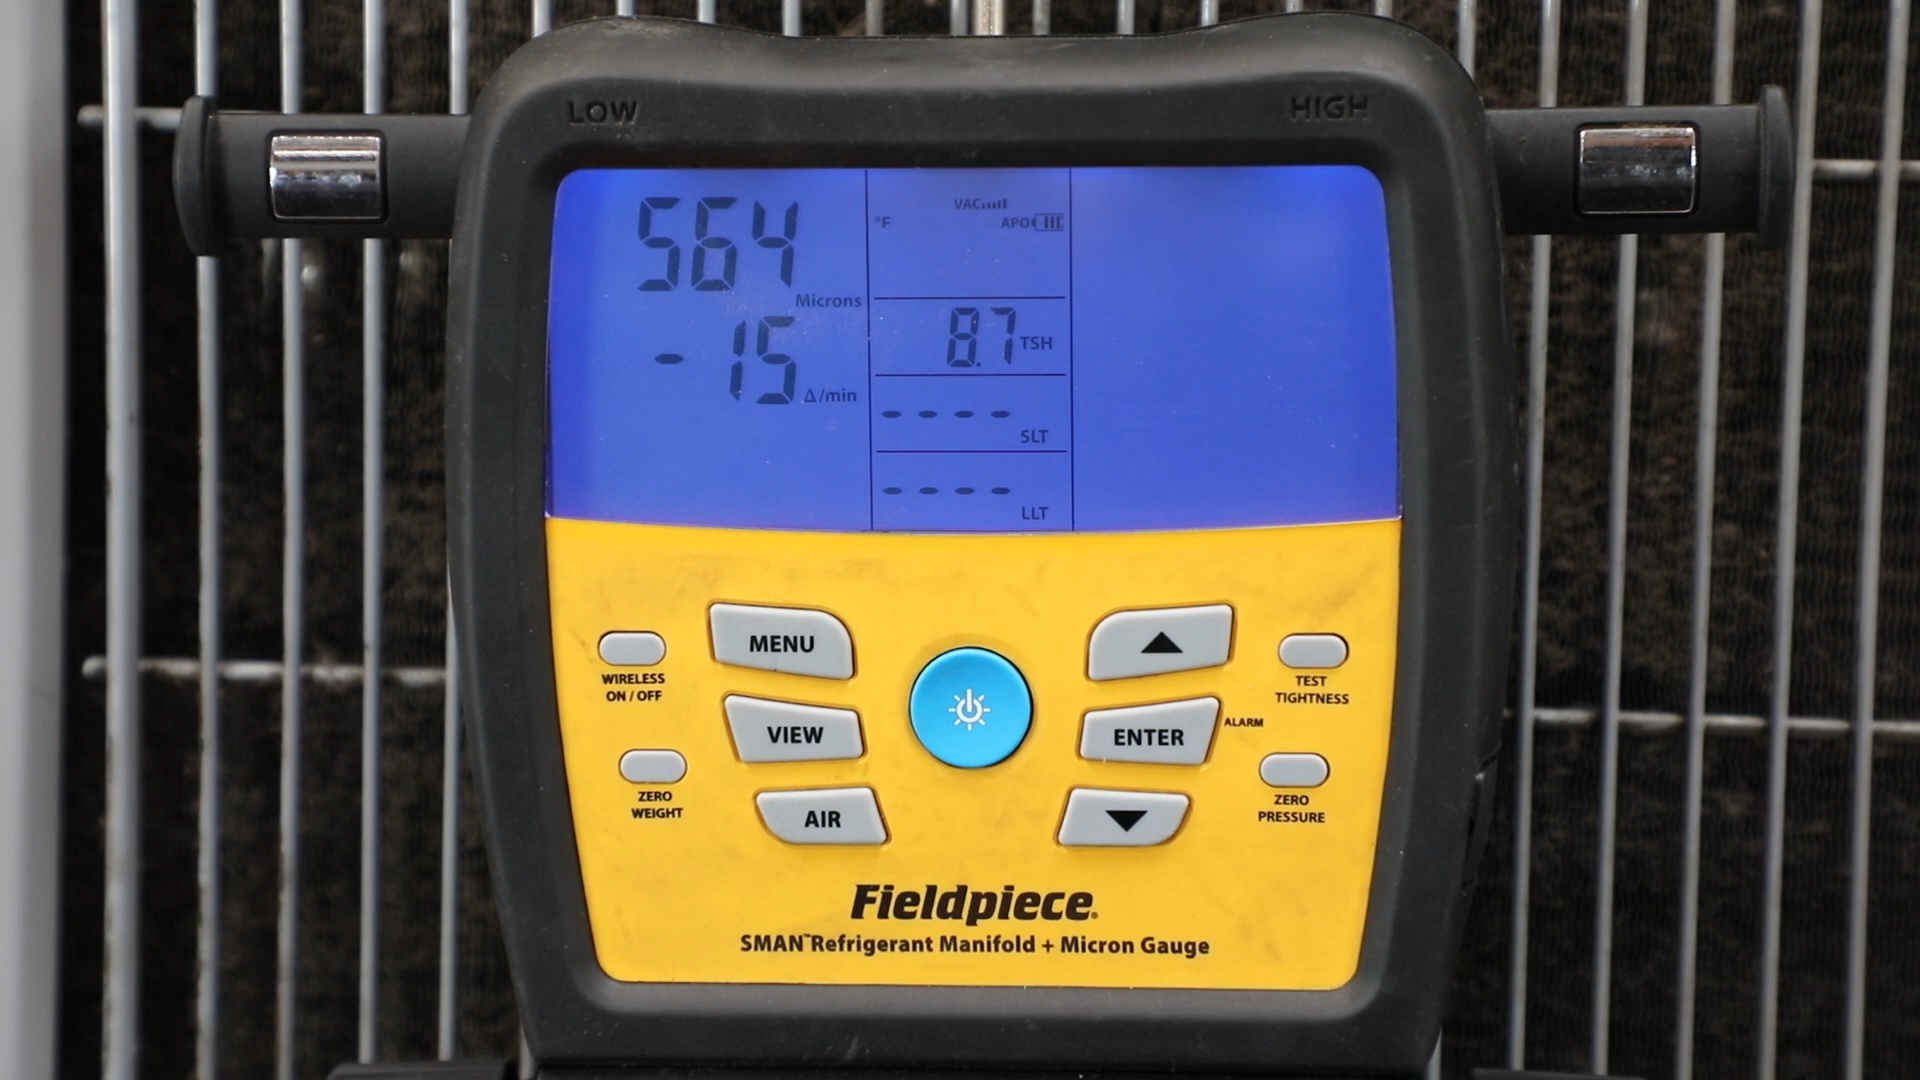 LOW
HIGH
564
Microns
-15
Δ/min
VAC
°F
APO
8.7 TSH
---- SLT
---- LLT
MENU
WIRELESS
ON / OFF
TEST
TIGHTNESS
VIEW
ENTER
ALARM
ZERO
WEIGHT
AIR
ZERO
PRESSURE
Fieldpiece®
SMAN™ Refrigerant Manifold + Micron Gauge